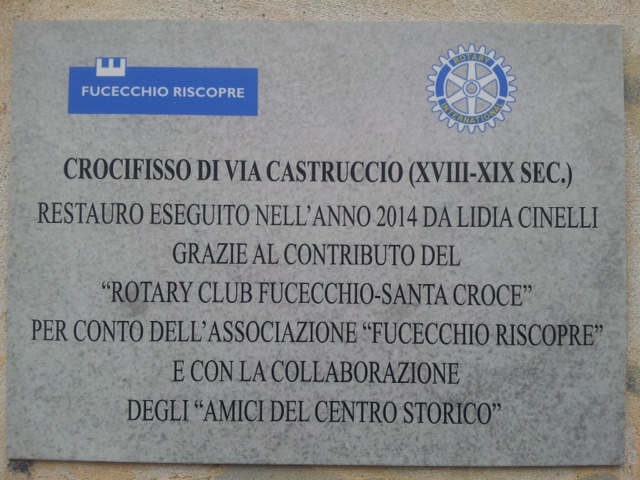 FUCECCHIO RISCOPRE
ROTARY
INTERNATIONAL
CROCIFISSO DI VIA CASTRUCCIO (XVIII-XIX SEC.)
RESTAURO ESEGUITO NELL'ANNO 2014 DA LIDIA CINELLI
GRAZIE AL CONTRIBUTO DEL
“ROTARY CLUB FUCECCHIO-SANTA CROCE”
PER CONTO DELL'ASSOCIAZIONE “FUCECCHIO RISCOPRE”
E CON LA COLLABORAZIONE
DEGLI “AMICI DEL CENTRO STORICO”